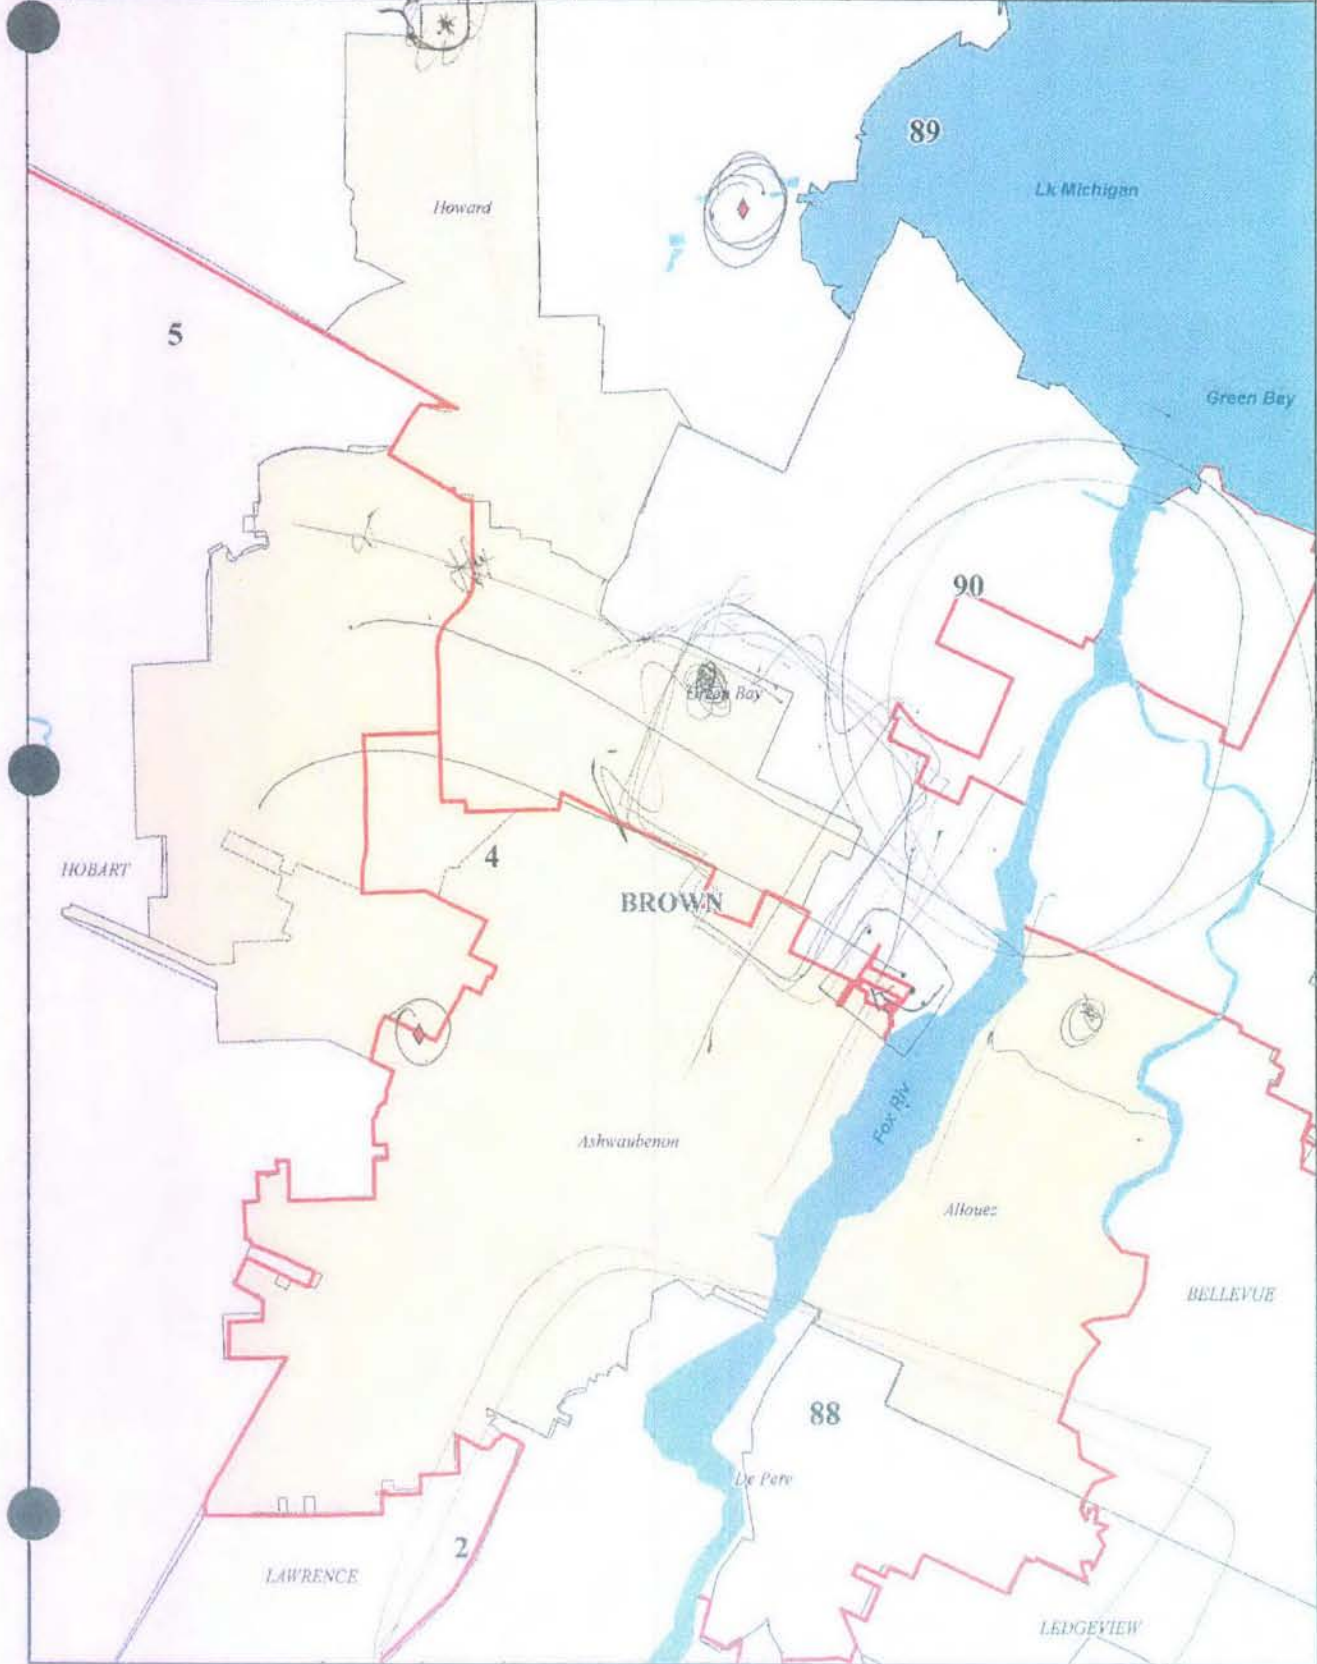 89
Lk Michigan
Howard
5
Green Bay
90
Green Bay
4
HOBART
BROWN
Fox Riv
Ashwaubenon
Allouez
BELLEVUE
88
De Pere
2
LAWRENCE
LEDGEVIEW